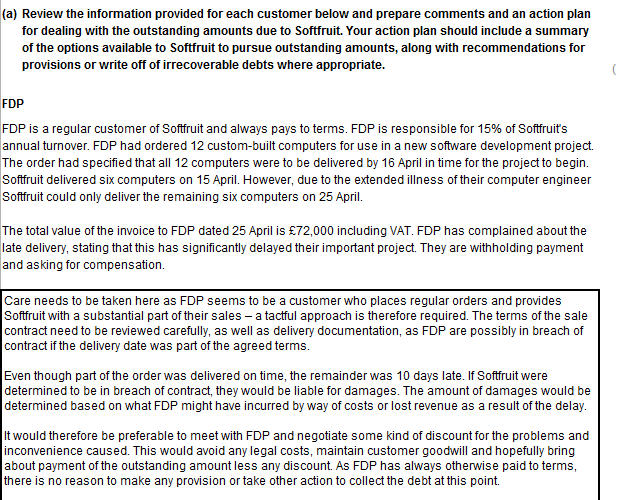 (a) Review the information provided for each customer below and prepare comments and an action plan
for dealing with the outstanding amounts due to Softfruit. Your action plan should include a summary
of the options available to Softfruit to pursue outstanding amounts, along with recommendations for
provisions or write off of irrecoverable debts where appropriate.
FDP
FDP is a regular customer of Softfruit and always pays to terms. FDP is responsible for 15% of Softfruit's
annual turnover. FDP had ordered 12 custom-built computers for use in a new software development project.
The order had specified that all 12 computers were to be delivered by 16 April in time for the project to begin.
Softfruit delivered six computers on 15 April. However, due to the extended illness of their computer engineer
Softfruit could only deliver the remaining six computers on 25 April.
The total value of the invoice to FDP dated 25 April is £72,000 including VAT. FDP has complained about the
late delivery, stating that this has significantly delayed their important project. They are withholding payment
and asking for compensation.
Care needs to be taken here as FDP seems to be a customer who places regular orders and provides
Softfruit with a substantial part of their sales – a tactful approach is therefore required. The terms of the sale
contract need to be reviewed carefully, as well as delivery documentation, as FDP are possibly in breach of
contract if the delivery date was part of the agreed terms.
Even though part of the order was delivered on time, the remainder was 10 days late. If Softfruit were
determined to be in breach of contract, they would be liable for damages. The amount of damages would be
determined based on what FDP might have incurred by way of costs or lost revenue as a result of the delay.
It would therefore be preferable to meet with FDP and negotiate some kind of discount for the problems and
inconvenience caused. This would avoid any legal costs, maintain customer goodwill and hopefully bring
about payment of the outstanding amount less any discount. As FDP has always otherwise paid to terms,
there is no reason to make any provision or take other action to collect the debt at this point.